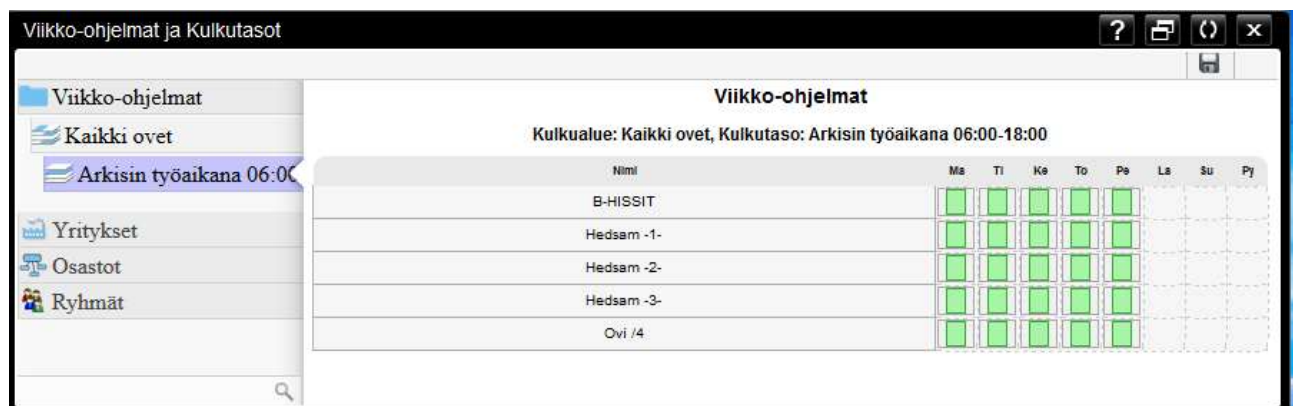 Viikko-ohjelmat ja Kulkutasot
?
Viikko-ohjelmat
Kaikki ovet
Arkisin työaikana 06:00
Yritykset
Osastot
Ryhmät
Viikko-ohjelmat
Kulkualue: Kaikki ovet, Kulkutaso: Arkisin työaikana 06:00-18:00
Nimi Ma Ti Ke To Pe La Su Py
B-HISSIT
Hedsam -1-
Hedsam -2-
Hedsam -3-
Ovi /4